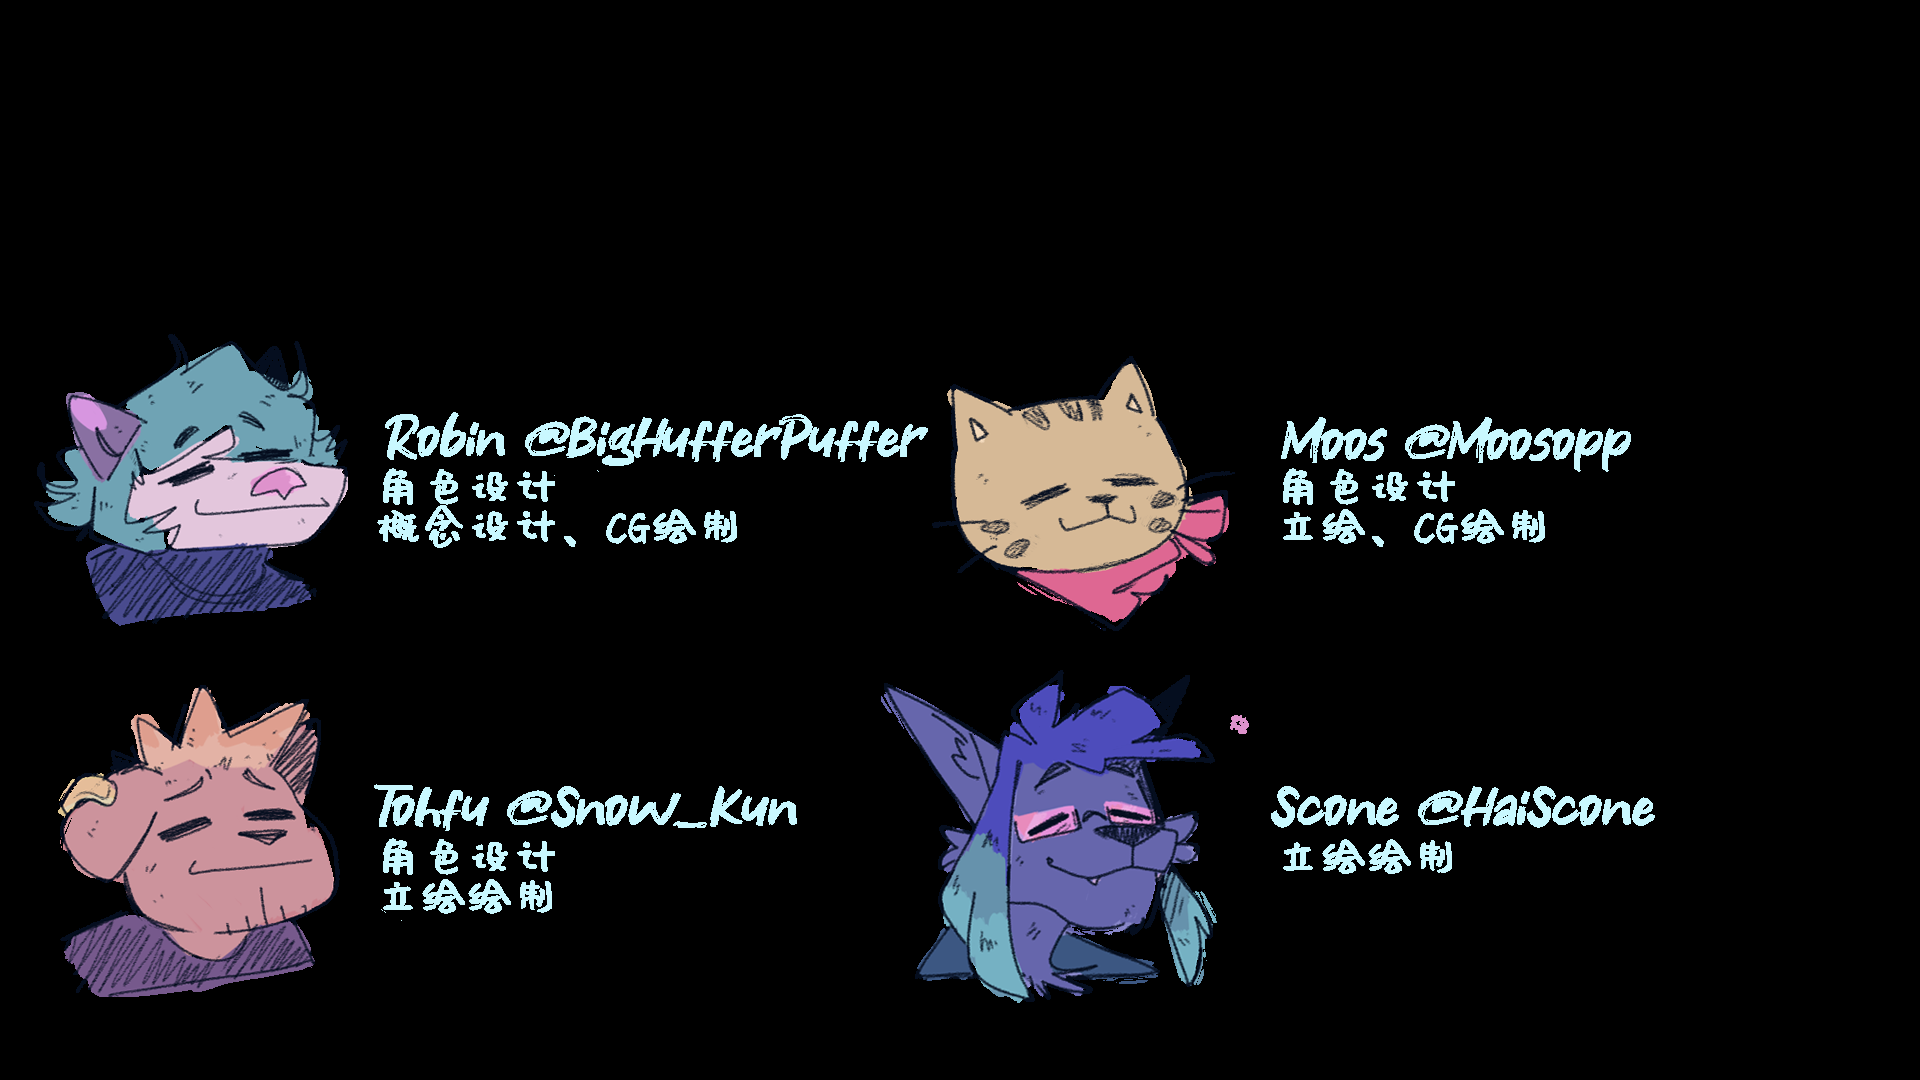 Robin @BigHufferPuffer
角色设计
概念设计、CG绘制
Moos @Moosopp
角色设计
立绘、CG绘制
Tohfu @Snow_Kun
角色设计
立绘绘制
Scone @HaiScone
立绘绘制